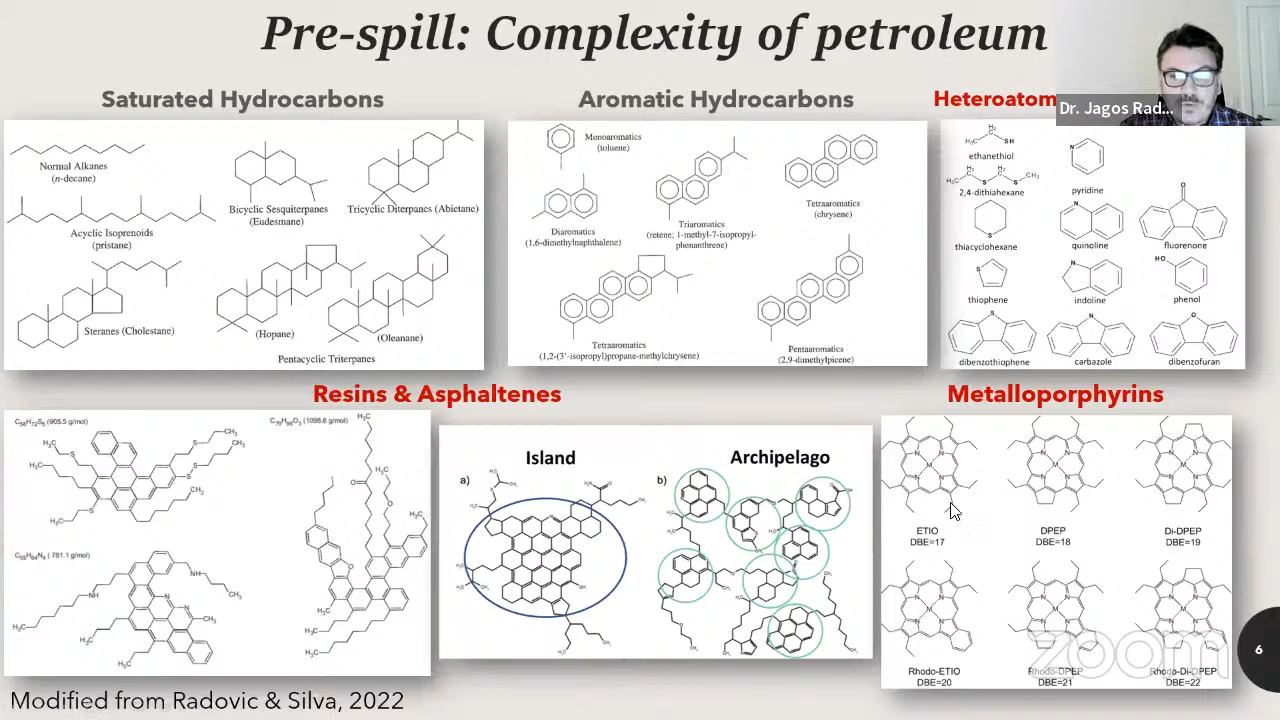 Pre-spill: Complexity of petroleum
Dr. Jagos Rad...
Saturated Hydrocarbons
Normal Alkanes
(n-decane)
Bicyclic Sesquiterpanes
(Eudesmane)
Tricyclic Diterpanes (Abietane)
Acyclic Isoprenoids
(pristane)
Steranes (Cholestane)
(Hopane)
(Oleanane)
Pentacyclic Triterpanes
Aromatic Hydrocarbons
Monoaromatics
(toluene)
Diaromatics
(1,6-dimethylnaphthalene)
Triaromatics
(retene; 1-methyl-7-isopropyl-
phenanthrene)
Tetraaromatics
(chrysene)
Tetraaromatics
(1,2-(3'-isopropyl)propane-methylchrysene)
Pentaaromatics
(2,9-dimethylpicene)
Heteroatom
ethanethiol
2,4-dithiahexane
pyridine
thiacyclohexane
quinoline
fluorenone
thiophene
indoline
phenol
dibenzothiophene
carbazole
dibenzofuran
Resins & Asphaltenes
Island
a)
Archipelago
b)
Metalloporphyrins
ETIO
DBE=17
DPEP
DBE=18
Di-DPEP
DBE=19
Rhodo-ETIO
DBE=20
Rhodo-DPEP
DBE=21
Rhodo-Di-DPEP
DBE=22
zoom
6
Modified from Radovic & Silva, 2022